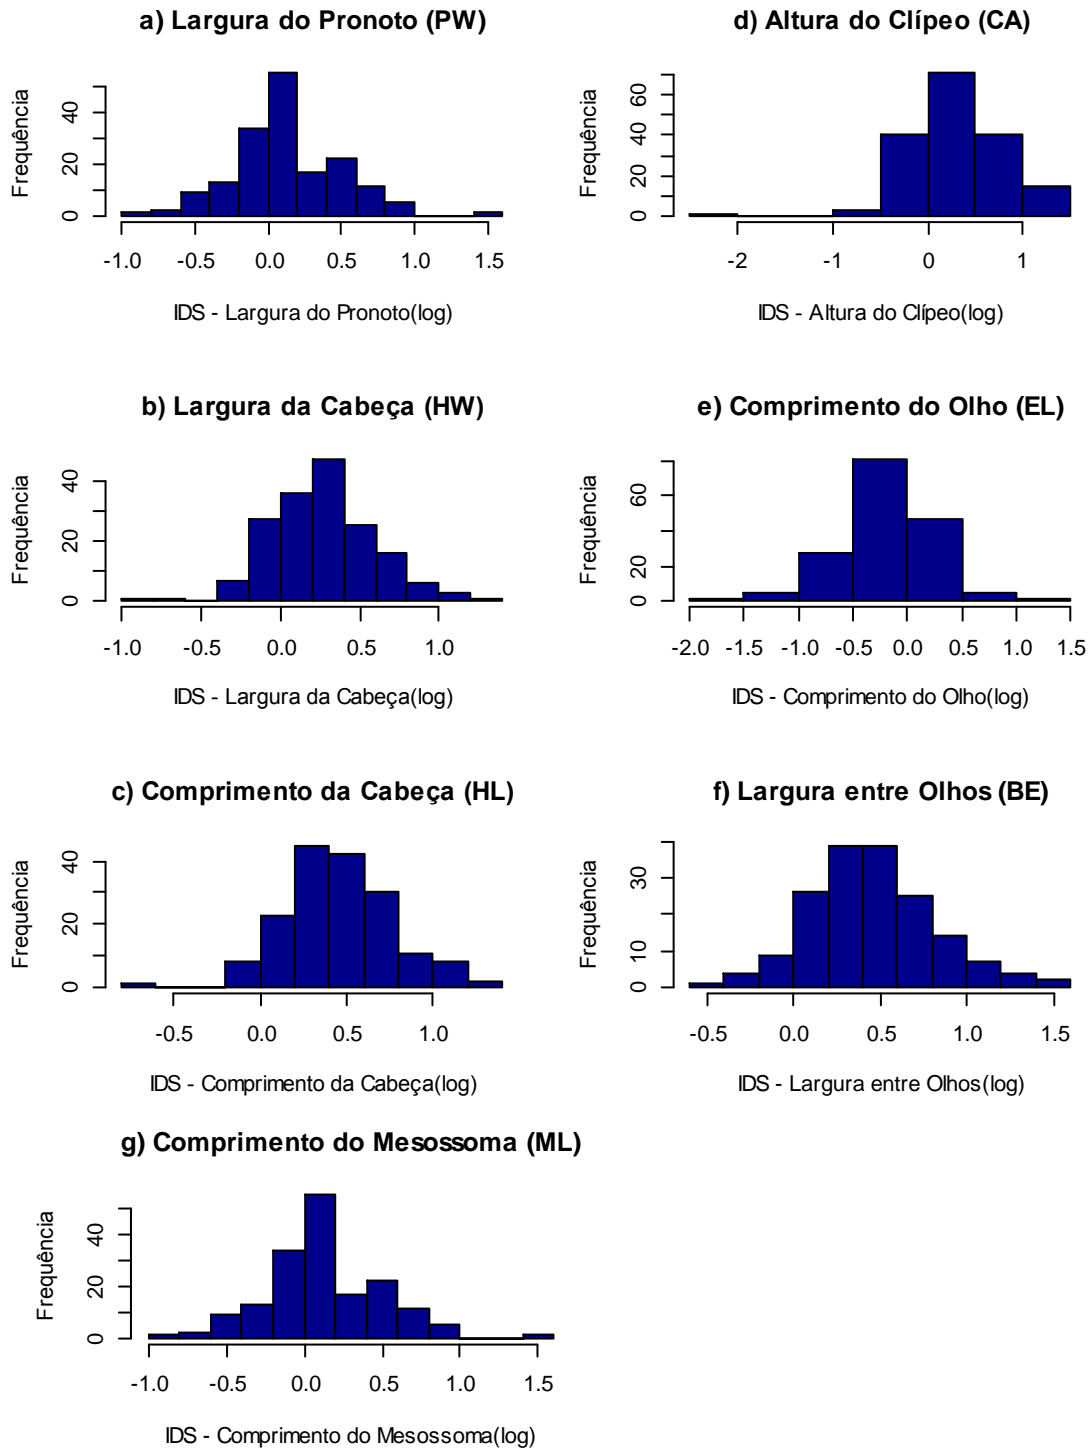 a) Largura do Pronoto (PW)
Frequência
0 20 40
-1.0 -0.5 0.0 0.5 1.0 1.5
IDS - Largura do Pronoto(log)
d) Altura do Clípeo (CA)
Frequência
0 20 40 60
-2 -1 0 1
IDS - Altura do Clípeo(log)
b) Largura da Cabeça (HW)
Frequência
0 20 40
-1.0 -0.5 0.0 0.5 1.0
IDS - Largura da Cabeça(log)
e) Comprimento do Olho (EL)
Frequência
0 20 60
-2.0 -1.5 -1.0 -0.5 0.0 0.5 1.0 1.5
IDS - Comprimento do Olho(log)
c) Comprimento da Cabeça (HL)
Frequência
0 20 40
-0.5 0.0 0.5 1.0
IDS - Comprimento da Cabeça(log)
f) Largura entre Olhos (BE)
Frequência
0 10 30
-0.5 0.0 0.5 1.0 1.5
IDS - Largura entre Olhos(log)
g) Comprimento do Mesossoma (ML)
Frequência
0 20 40
-1.0 -0.5 0.0 0.5 1.0 1.5
IDS - Comprimento do Mesossoma(log)